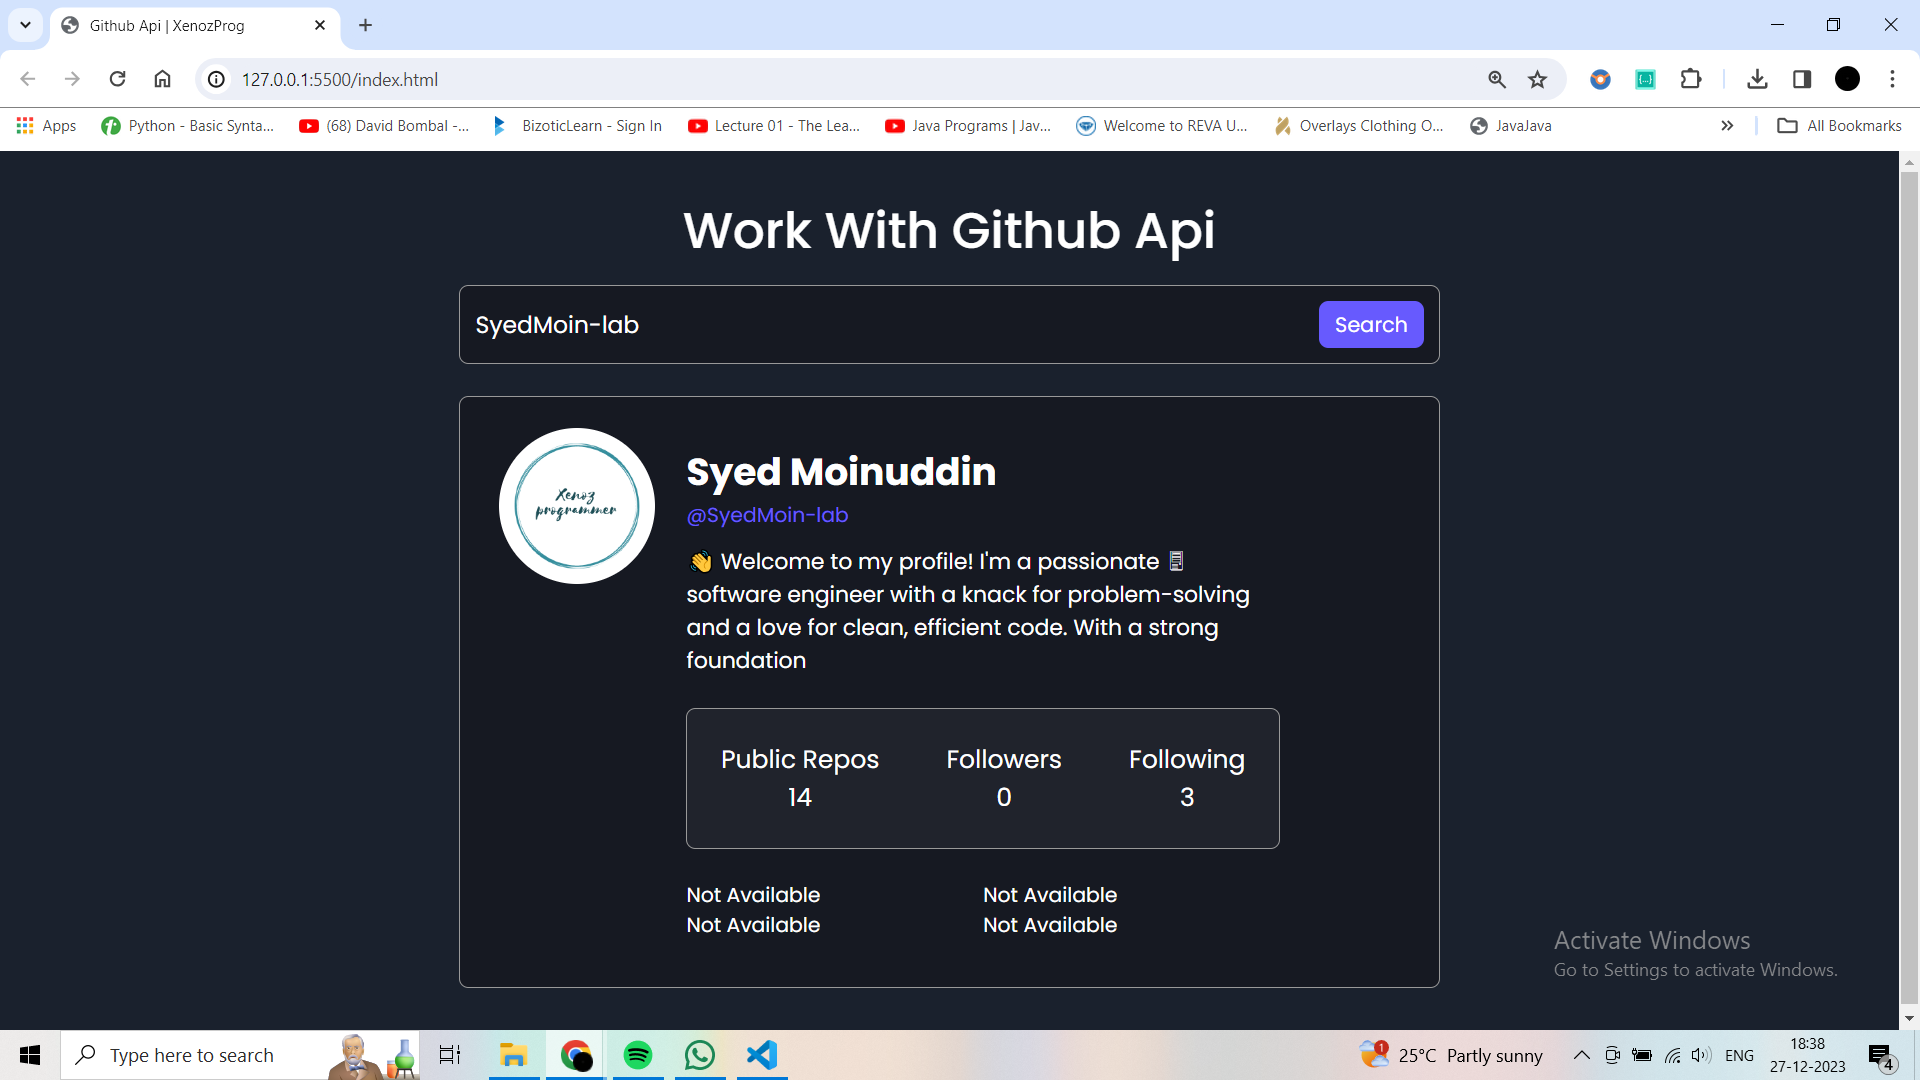 Github Api | XenozProg
127.0.0.1:5500/index.html
Apps
Python - Basic Synta...
(68) David Bombal -...
BizoticLearn - Sign In
Lecture 01 - The Lea...
Java Programs | Jav...
Welcome to REVA U...
Overlays Clothing O...
JavaJava
All Bookmarks
Work With Github Api
SyedMoin-lab
Search
Xenoz
programmer
Syed Moinuddin
@SyedMoin-lab
👋 Welcome to my profile! I'm a passionate 🖥
software engineer with a knack for problem-solving
and a love for clean, efficient code. With a strong
foundation
Public Repos Followers Following
14 0 3
Not Available Not Available
Not Available Not Available
Activate Windows
Go to Settings to activate Windows.
Type here to search
1
25°C Partly sunny
ENG
18:38
27-12-2023
4